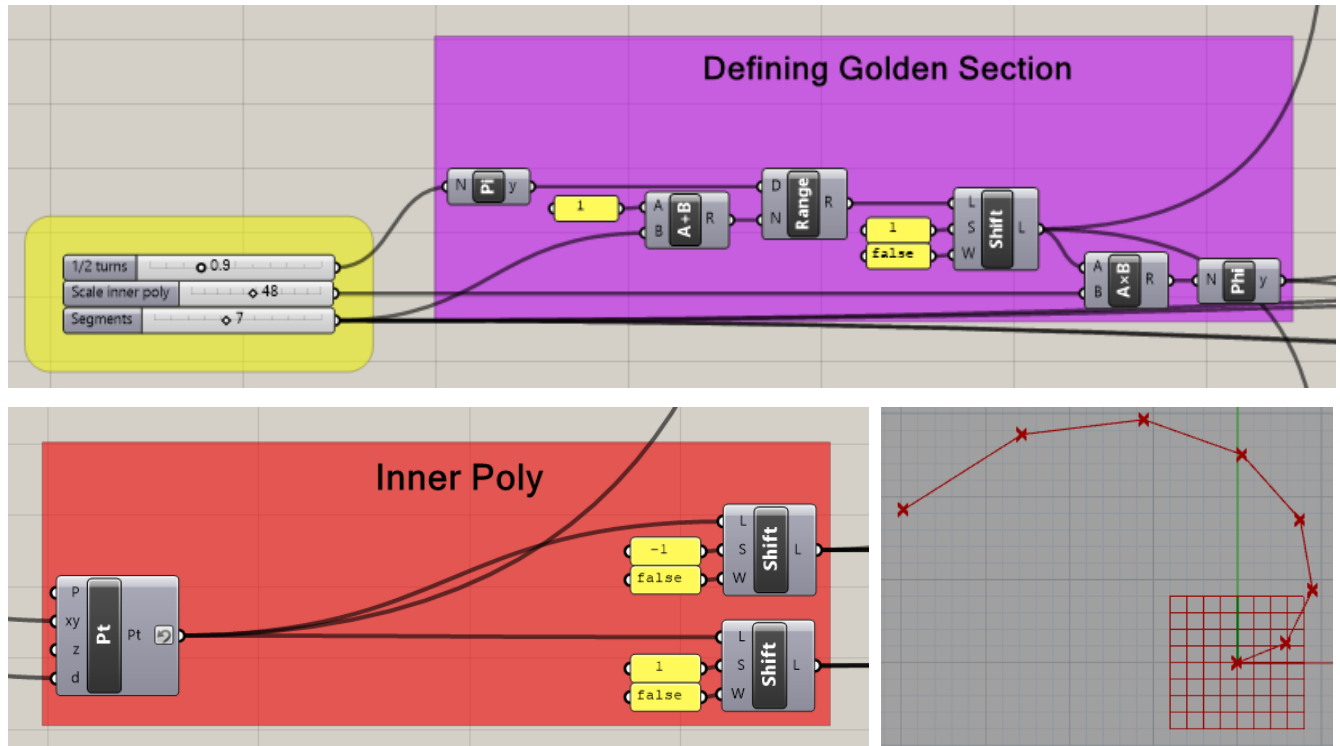 Defining Golden Section
N Pi y
1
A B A+B R
D N Range R
1
false
L S W Shift L
1/2 turns 0.9
Scale inner poly 48
Segments 7
A B A×B R
N Phi y
Inner Poly
P xy z d Pt Pt
-1
false
L S W Shift L
1
false
L S W Shift L